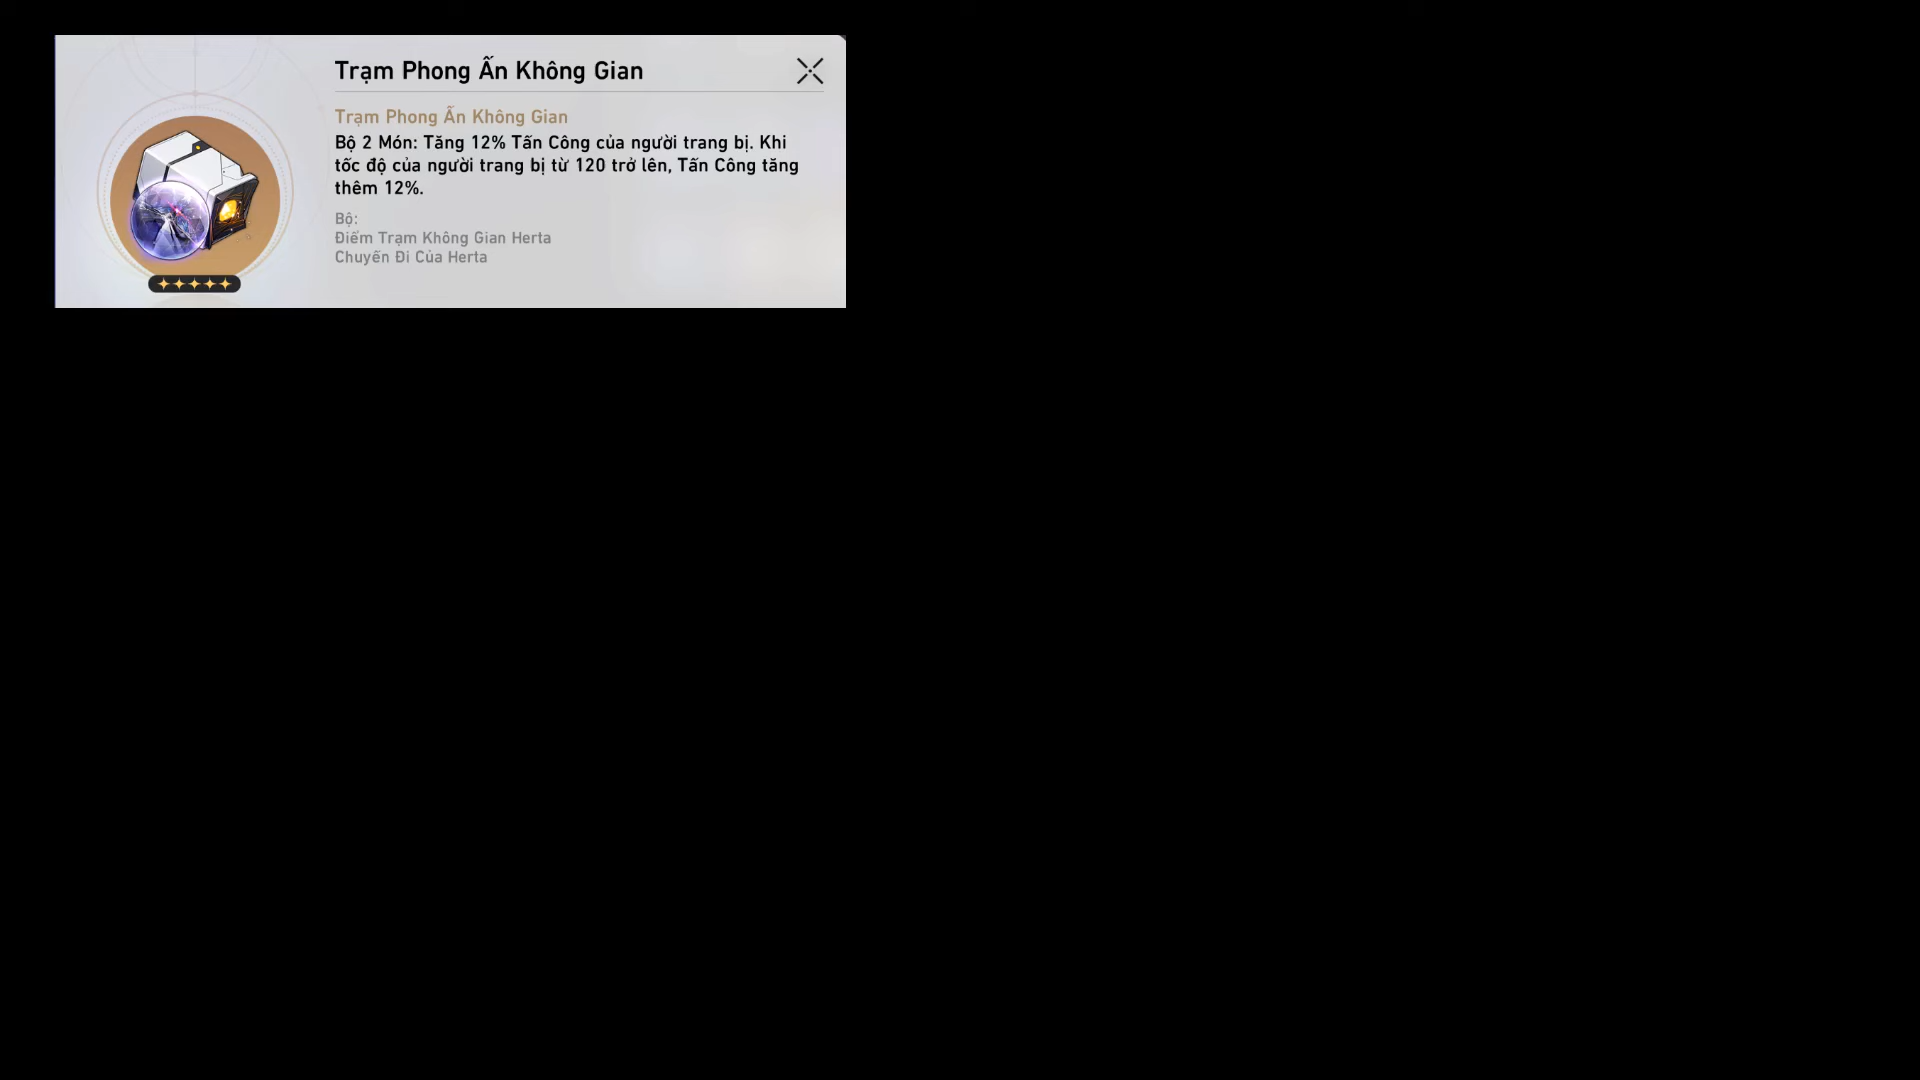 Trạm Phong Ấn Không Gian
Trạm Phong Ấn Không Gian
Bộ 2 Món: Tăng 12% Tấn Công của người trang bị. Khi
tốc độ của người trang bị từ 120 trở lên, Tấn Công tăng
thêm 12%.
Bộ:
Điểm Trạm Không Gian Herta
Chuyến Đi Của Herta